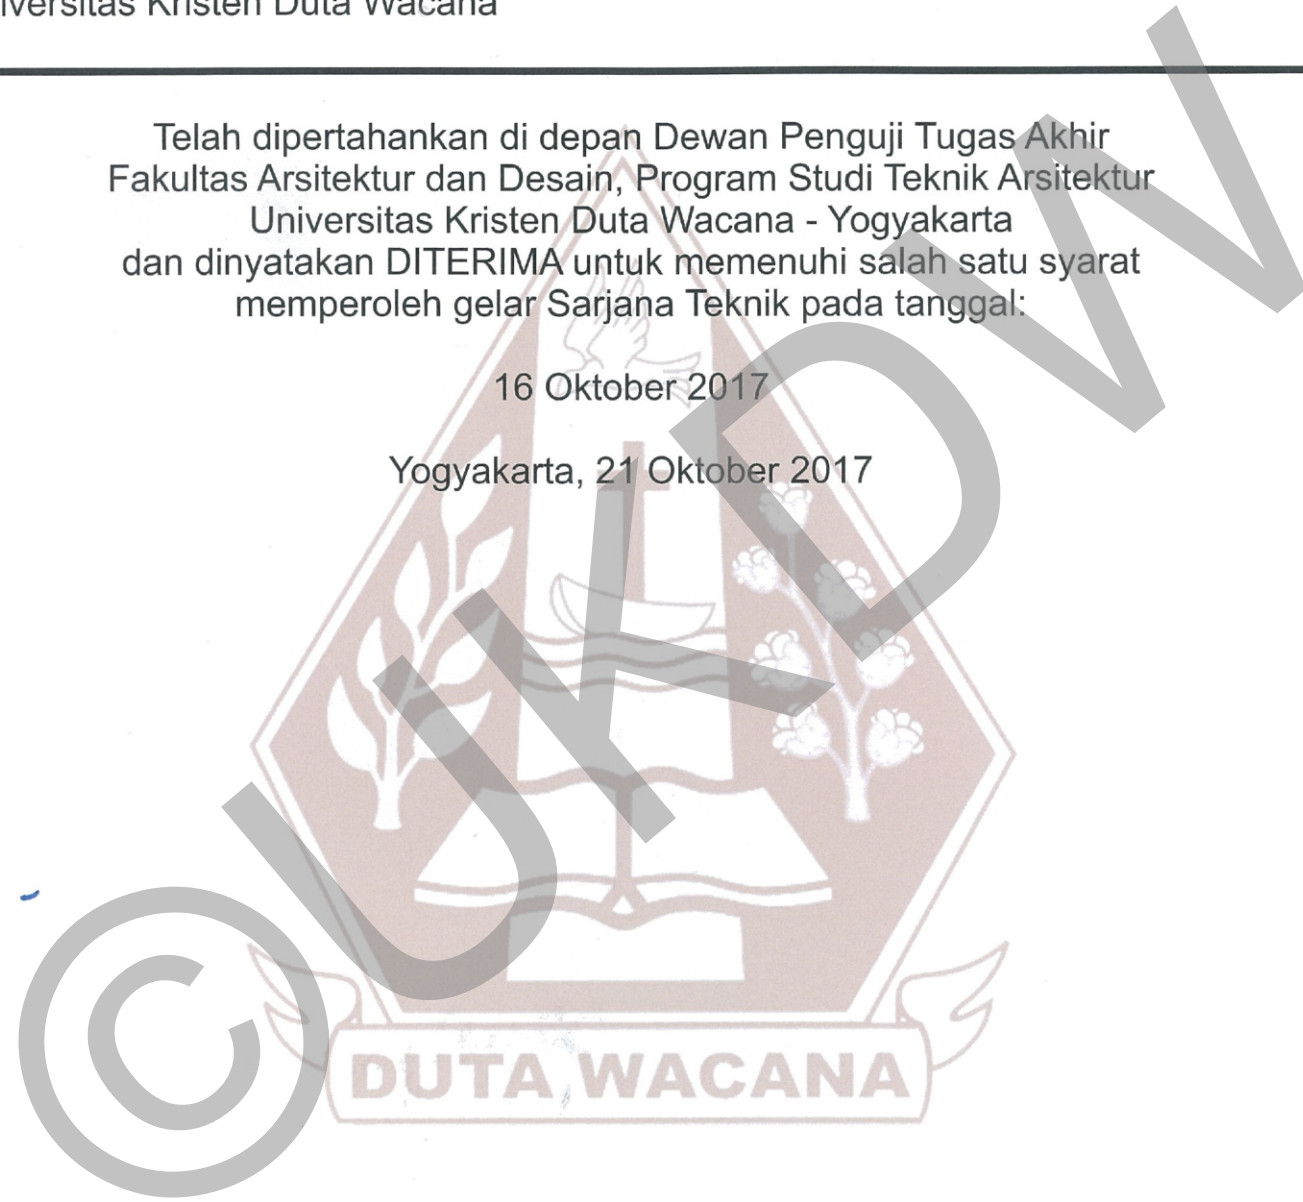 Universitas Kristen Duta Wacana
Telah dipertahankan di depan Dewan Penguji Tugas Akhir
Fakultas Arsitektur dan Desain, Program Studi Teknik Arsitektur
Universitas Kristen Duta Wacana - Yogyakarta
dan dinyatakan DITERIMA untuk memenuhi salah satu syarat
memperoleh gelar Sarjana Teknik pada tanggal:
16 Oktober 2017
Yogyakarta, 21 Oktober 2017
DUTA WACANA
©UKDW